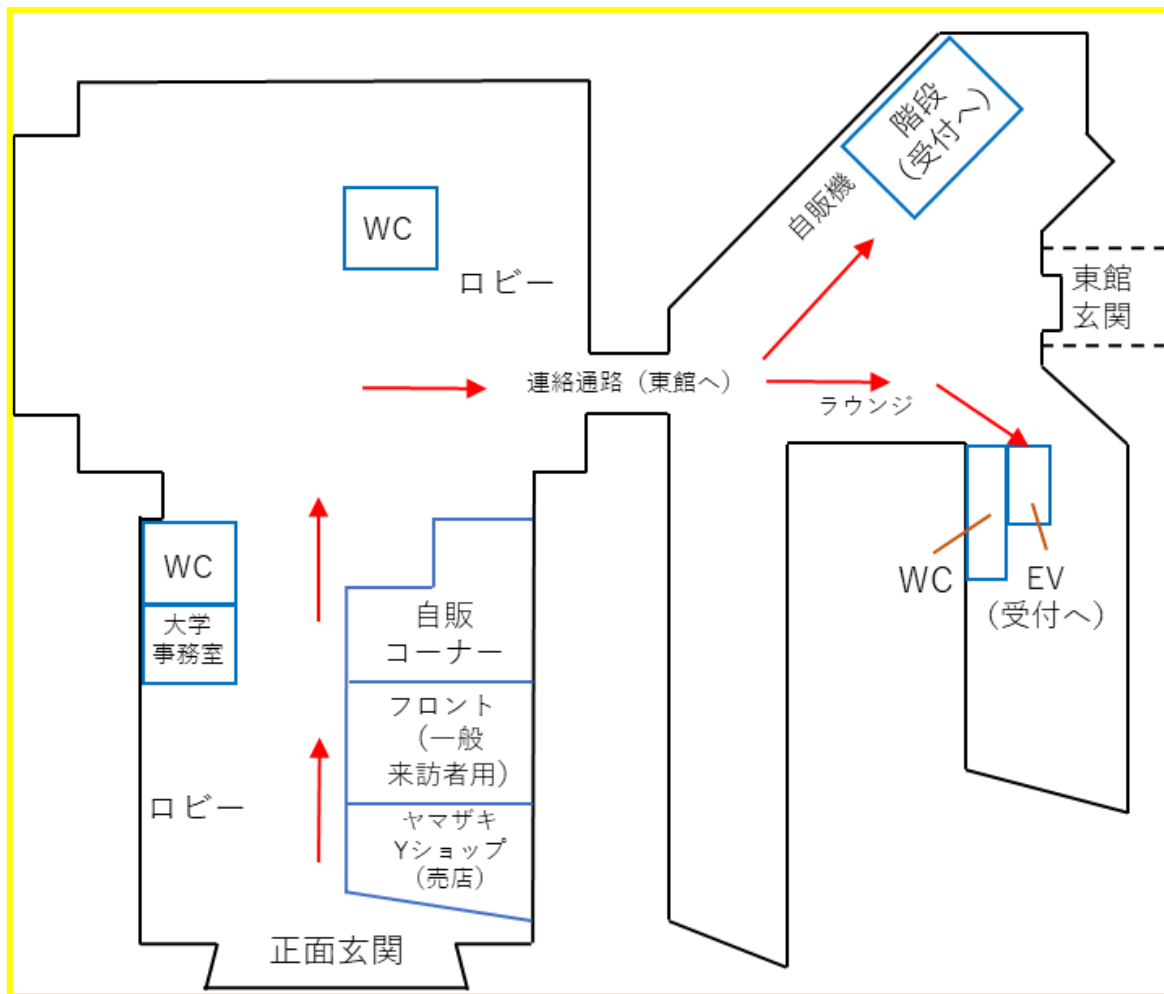 階段
(受付へ)
自販機
WC
ロビー
東館
玄関
連絡通路（東館へ）
ラウンジ
WC
大学
事務室
自販
コーナー
WC
EV
(受付へ)
フロント
(一般
来訪者用)
ロビー
ヤマザキ
Yショップ
(売店)
正面玄関